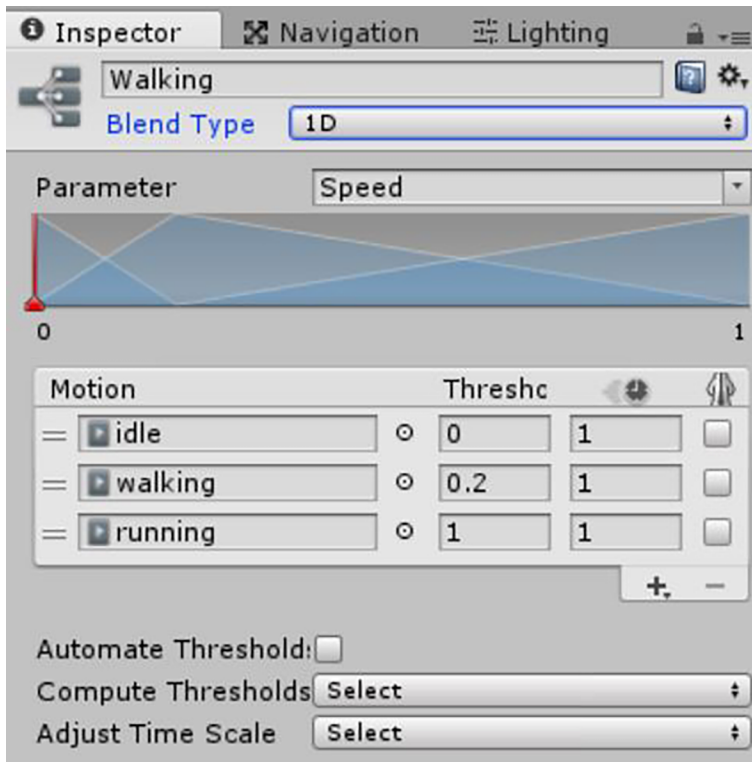 Inspector Navigation Lighting
Walking
Blend Type 1D
Parameter Speed
0 1
Motion Thresho
idle 0 1
walking 0.2 1
running 1 1
Automate Threshold:
Compute Thresholds Select
Adjust Time Scale Select